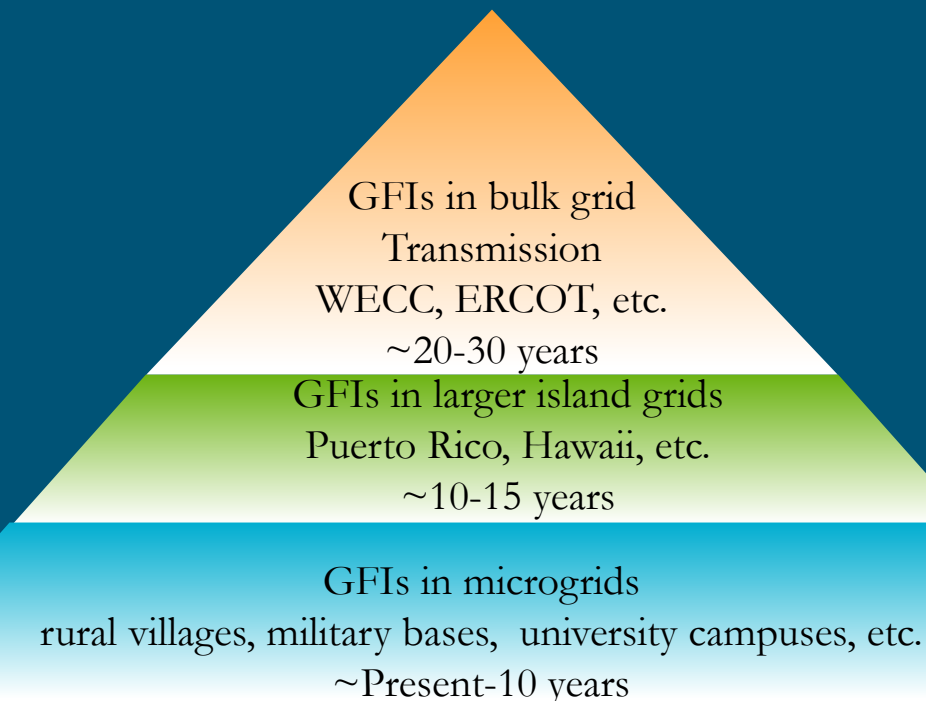 GFIs in bulk grid
Transmission
WECC, ERCOT, etc.
~20-30 years
GFIs in larger island grids
Puerto Rico, Hawaii, etc.
~10-15 years
GFIs in microgrids
rural villages, military bases,  university campuses, etc.
~Present-10 years